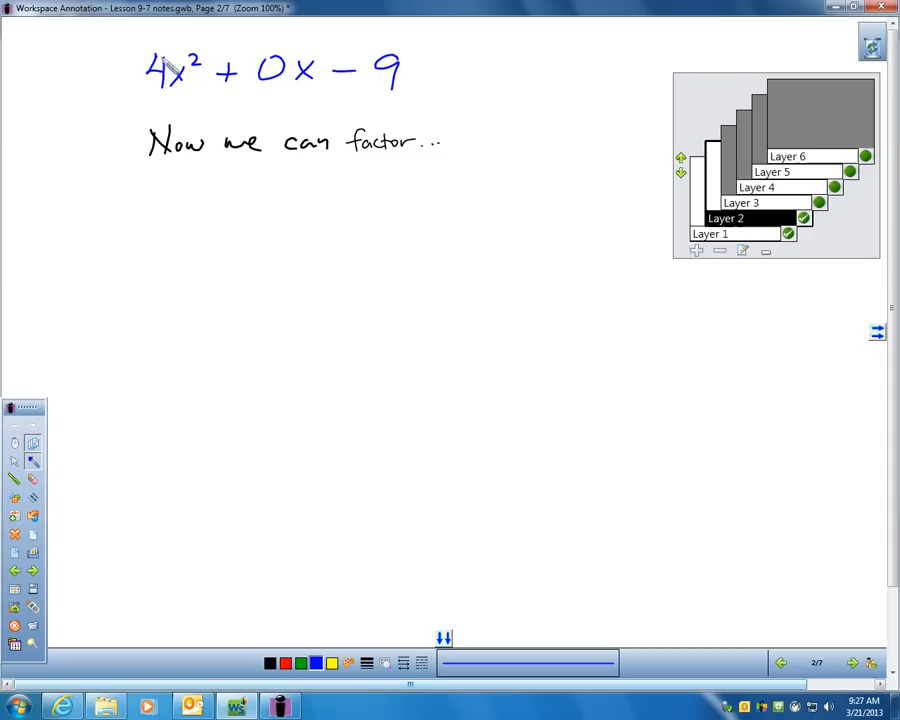 Workspace Annotation - Lesson 9-7 notes.gwb, Page 2/7 (Zoom 100%) *
4x² + 0x - 9
Now we can factor...
Layer 6
Layer 5
Layer 4
Layer 3
Layer 2
Layer 1
2/7
9:27 AM
3/21/2013